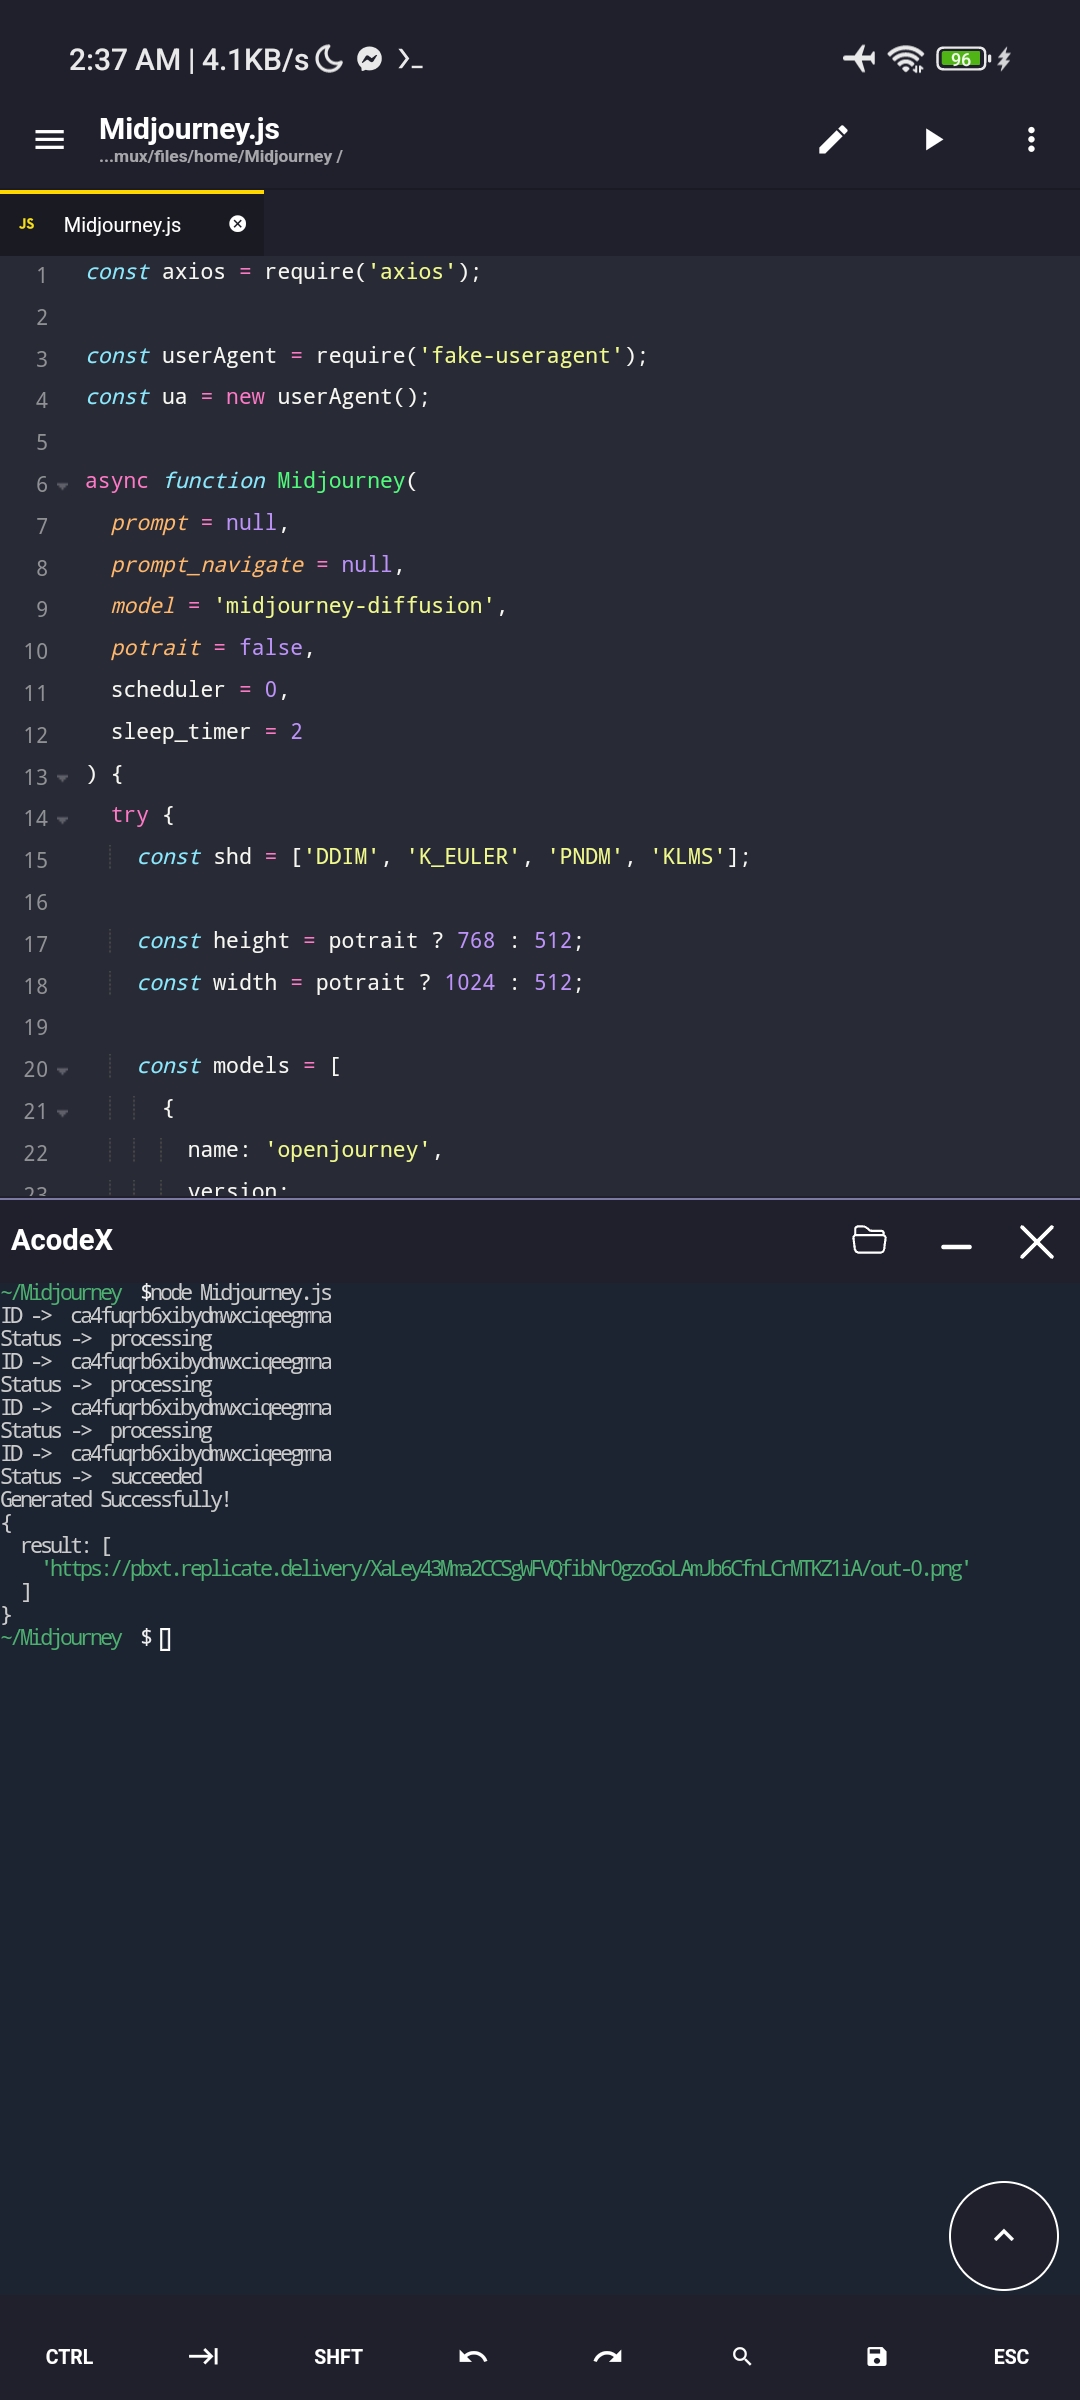 2:37 AM | 4.1KB/s
96
Midjourney.js
...mux/files/home/Midjourney /
JS Midjourney.js
1 const axios = require('axios');
2
3 const userAgent = require('fake-useragent');
4 const ua = new userAgent();
5
6 async function Midjourney(
7 prompt = null,
8 prompt_navigate = null,
9 model = 'midjourney-diffusion',
10 potrait = false,
11 scheduler = 0,
12 sleep_timer = 2
13 ) {
14 try {
15 const shd = ['DDIM', 'K_EULER', 'PNDM', 'KLMS'];
16
17 const height = potrait ? 768 : 512;
18 const width = potrait ? 1024 : 512;
19
20 const models = [
21 {
22 name: 'openjourney',
23 version:
AcodeX
~/Midjourney $node Midjourney.js
ID -> ca4fuqrb6xibydmwxciqeegmna
Status -> processing
ID -> ca4fuqrb6xibydmwxciqeegmna
Status -> processing
ID -> ca4fuqrb6xibydmwxciqeegmna
Status -> processing
ID -> ca4fuqrb6xibydmwxciqeegmna
Status -> succeeded
Generated Successfully!
{
result: [
'https://pbxt.replicate.delivery/XaLey43Mma2CCSgWFVQfibNr0gzoGoLAmJb6CfnLCrMTKZ1iA/out-0.png'
]
}
~/Midjourney $
CTRL SHFT ESC